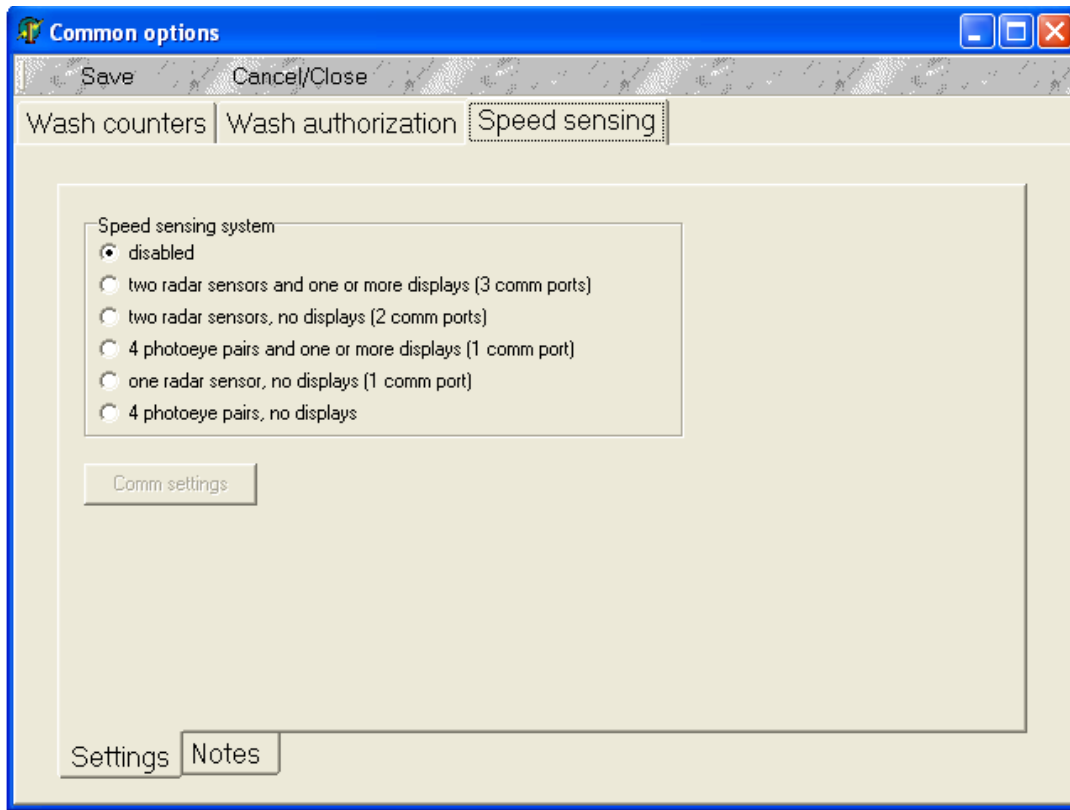 Common options
Save Cancel/Close
Wash counters Wash authorization Speed sensing
Speed sensing system
disabled
two radar sensors and one or more displays (3 comm ports)
two radar sensors, no displays (2 comm ports)
4 photoeye pairs and one or more displays (1 comm port)
one radar sensor, no displays (1 comm port)
4 photoeye pairs, no displays
Comm settings
Settings Notes